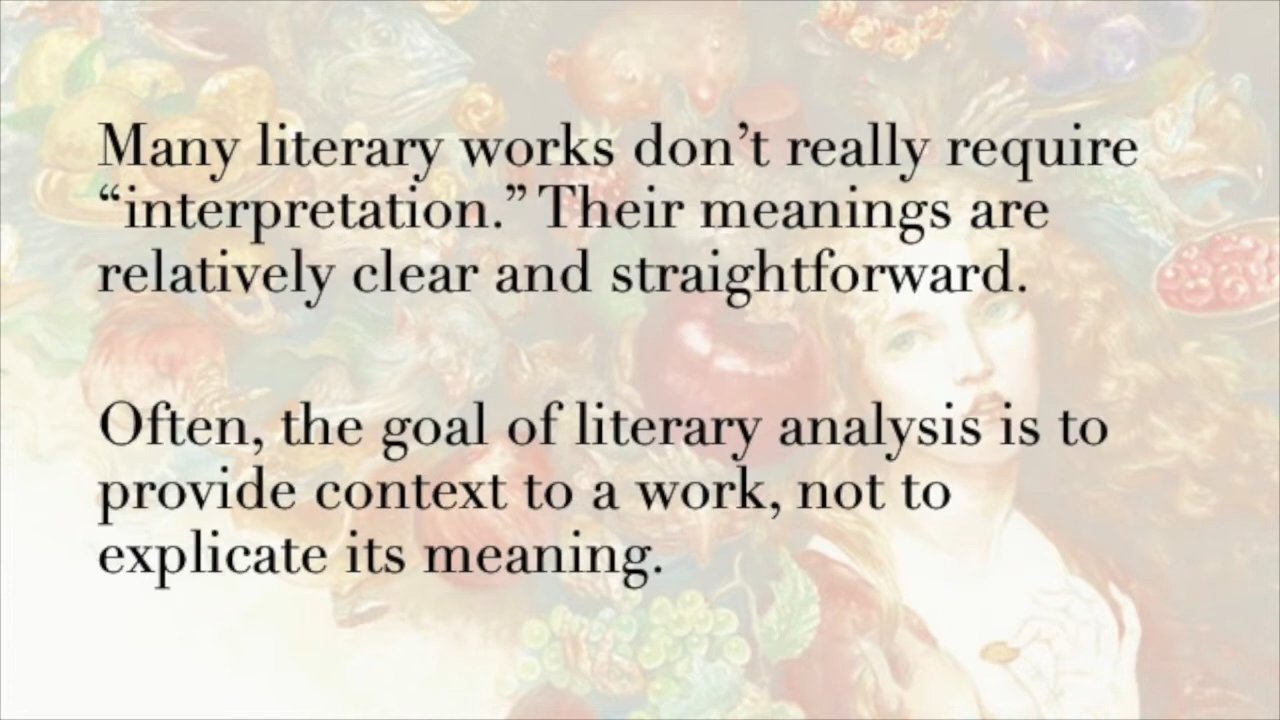 Many literary works don’t really require
“interpretation.” Their meanings are
relatively clear and straightforward.
Often, the goal of literary analysis is to
provide context to a work, not to
explicate its meaning.